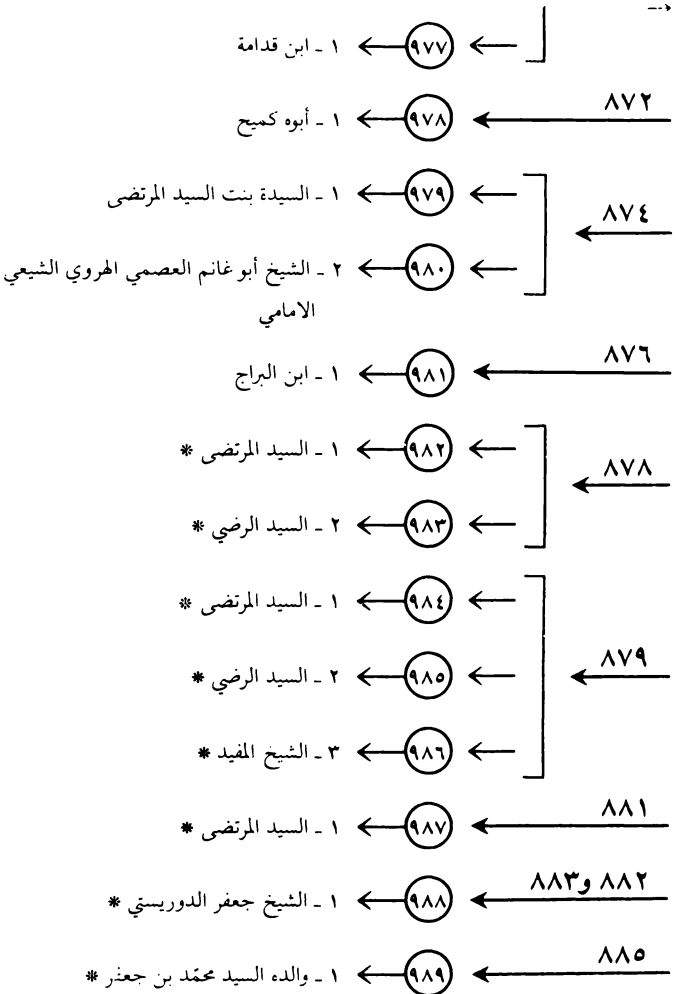 ٩٧٧ ١ ـ ابن قدامة
٨٧٢ ٩٧٨ ١ ـ أبوه كميح
٨٧٤
٩٧٩ ١ ـ السيدة بنت السيد المرتضى
٩٨٠ ٢ ـ الشيخ أبو غانم العصمي الهروي الشيعي
الامامي
٨٧٦ ٩٨١ ١ ـ ابن البراج
٨٧٨
٩٨٢ ١ ـ السيد المرتضى *
٩٨٣ ٢ ـ السيد الرضي *
٨٧٩
٩٨٤ ١ ـ السيد المرتضى *
٩٨٥ ٢ ـ السيد الرضي *
٩٨٦ ٣ ـ الشيخ المفيد *
٨٨١ ٩٨٧ ١ ـ السيد المرتضى *
٨٨٢ و٨٨٣ ٩٨٨ ١ ـ الشيخ جعفر الدوريستي *
٨٨٥ ٩٨٩ ١ ـ والده السيد محمّد بن جعفر *